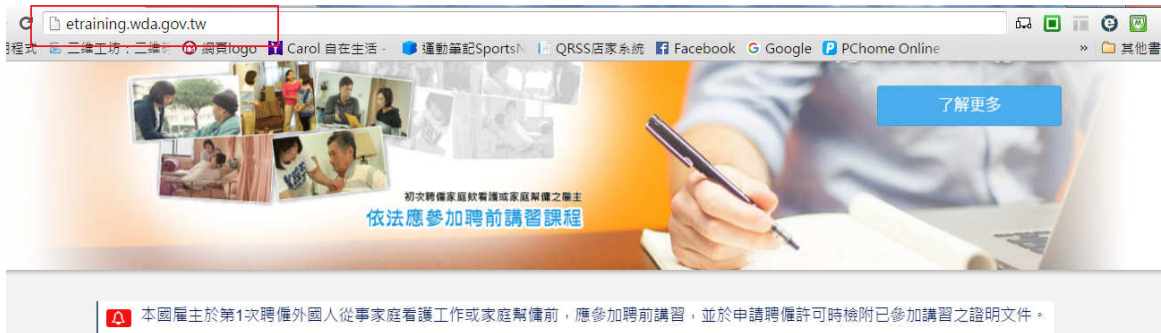 etraining.wda.gov.tw
程式 三維工坊：三維 網頁logo Carol 自在生活 - 運動筆記SportsN QRSS店家系統 Facebook Google PChome Online » 其他書
了解更多
初次聘僱家庭看護或家庭幫傭之雇主
依法應參加聘前講習課程
本國雇主於第1次聘僱外國人從事家庭看護工作或家庭幫傭前，應參加聘前講習，並於申請聘僱許可時檢附已參加講習之證明文件。